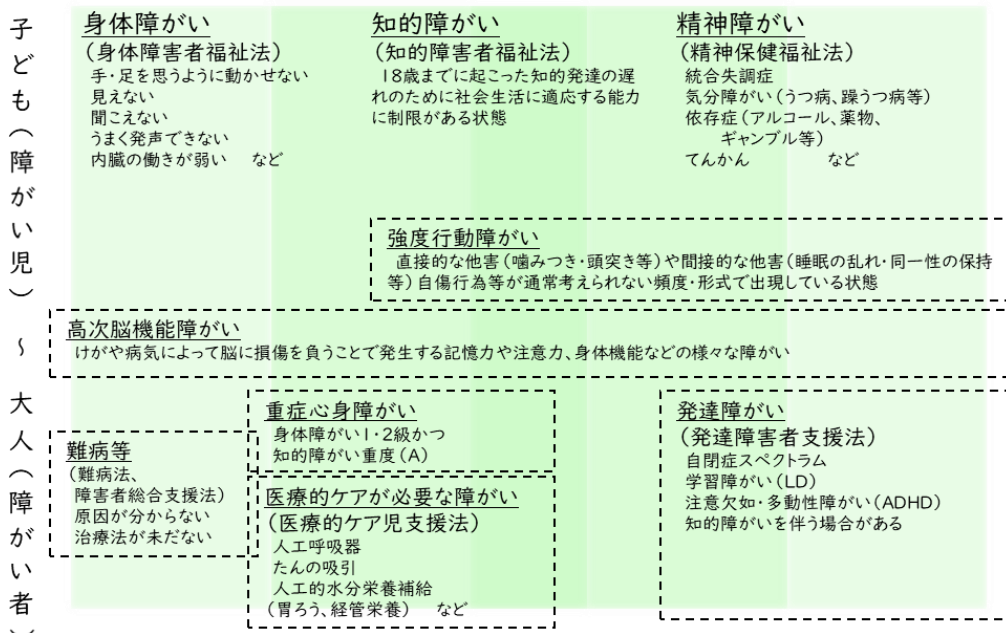 子ども（障がい児）～大人（障がい者）
身体障がい
（身体障害者福祉法）
手・足を思うように動かせない
見えない
聞こえない
うまく発声できない
内臓の働きが弱い　など
知的障がい
（知的障害者福祉法）
18歳までに起こった知的発達の遅
れのために社会生活に適応する能力
に制限がある状態
精神障がい
（精神保健福祉法）
統合失調症
気分障がい（うつ病、躁うつ病等）
依存症（アルコール、薬物、
ギャンブル等）
てんかん　など
強度行動障がい
直接的な他害（噛みつき・頭突き等）や間接的な他害（睡眠の乱れ・同一性の保持
等）自傷行為等が通常考えられない頻度・形式で出現している状態
高次脳機能障がい
けがや病気によって脳に損傷を負うことで発生する記憶力や注意力、身体機能などの様々な障がい
重症心身障がい
身体障がい1・2級かつ
知的障がい重度（A）
難病等
（難病法、
障害者総合支援法）
原因が分からない
治療法が未だない
医療的ケアが必要な障がい
（医療的ケア児支援法）
人工呼吸器
たんの吸引
人工的水分栄養補給
（胃ろう、経管栄養）　など
発達障がい
（発達障害者支援法）
自閉症スペクトラム
学習障がい（LD）
注意欠如・多動性障がい（ADHD）
知的障がいを伴う場合がある